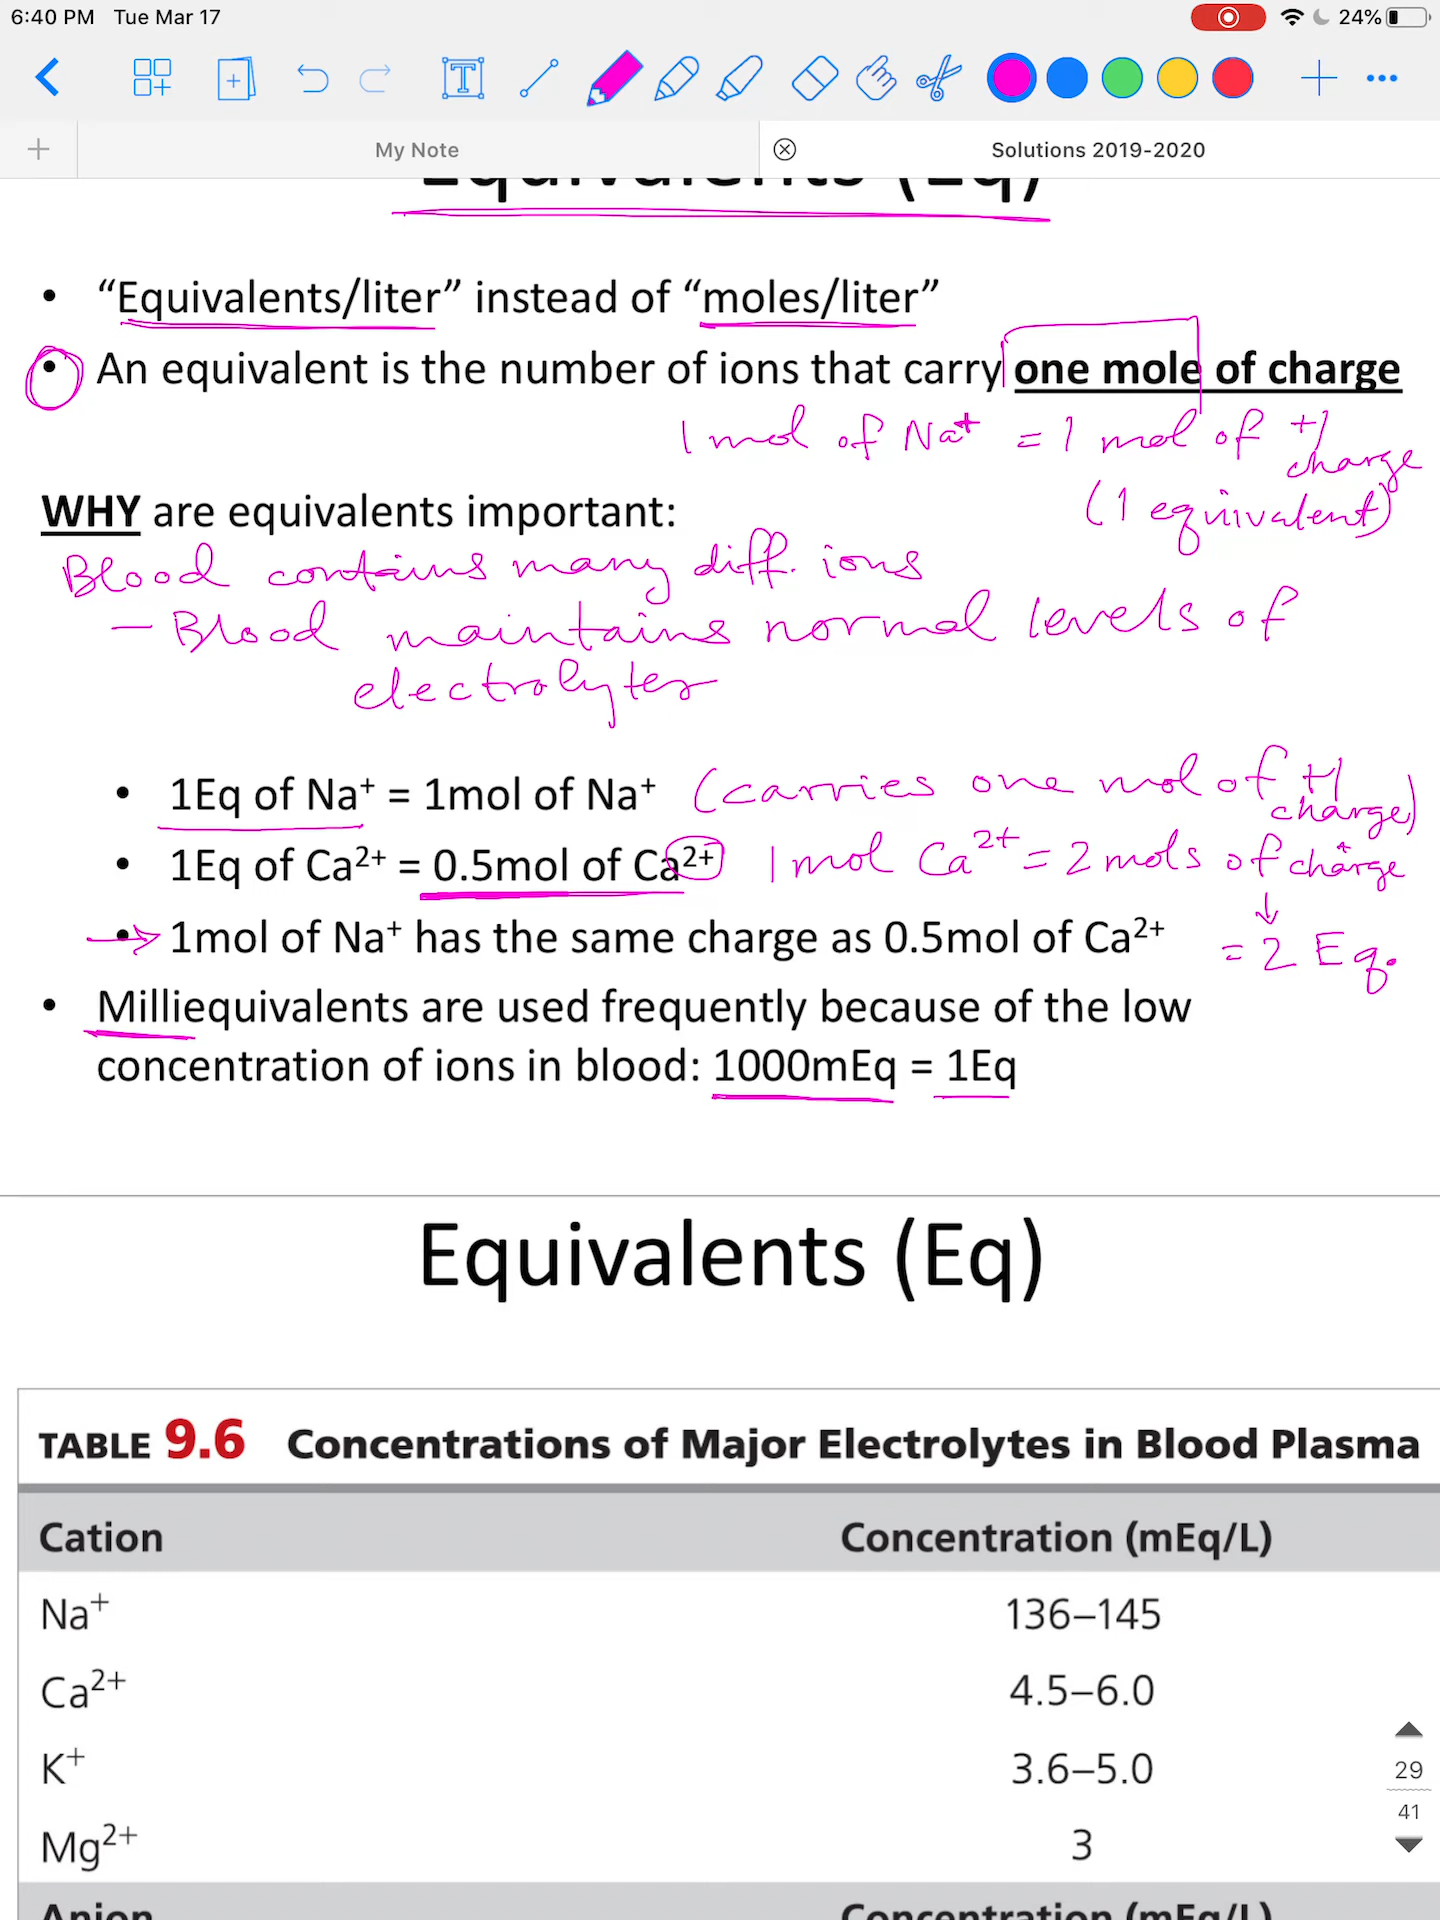 6:40 PM Tue Mar 17
24%
T
My Note
Solutions 2019-2020
Equivalents (Eq)
• “Equivalents/liter” instead of “moles/liter”
• An equivalent is the number of ions that carry one mole of charge
1 mol of Na⁺ = 1 mol of +1
charge
(1 equivalent)
WHY are equivalents important:
Blood contains many diff. ions
– Blood maintains normal levels of
electrolytes
• 1Eq of Na⁺ = 1mol of Na⁺ (carries one mol of +1
charge)
• 1Eq of Ca²⁺ = 0.5mol of Ca²⁺ 1 mol Ca²⁺ = 2 mols of charge
• 1mol of Na⁺ has the same charge as 0.5mol of Ca²⁺
↓
= 2 Eq.
• Milliequivalents are used frequently because of the low
concentration of ions in blood: 1000mEq = 1Eq
Equivalents (Eq)
TABLE 9.6 Concentrations of Major Electrolytes in Blood Plasma
Cation Concentration (mEq/L)
Na⁺ 136–145
Ca²⁺ 4.5–6.0
K⁺ 3.6–5.0
Mg²⁺ 3
29
41
Anion Concentration (mEq/L)